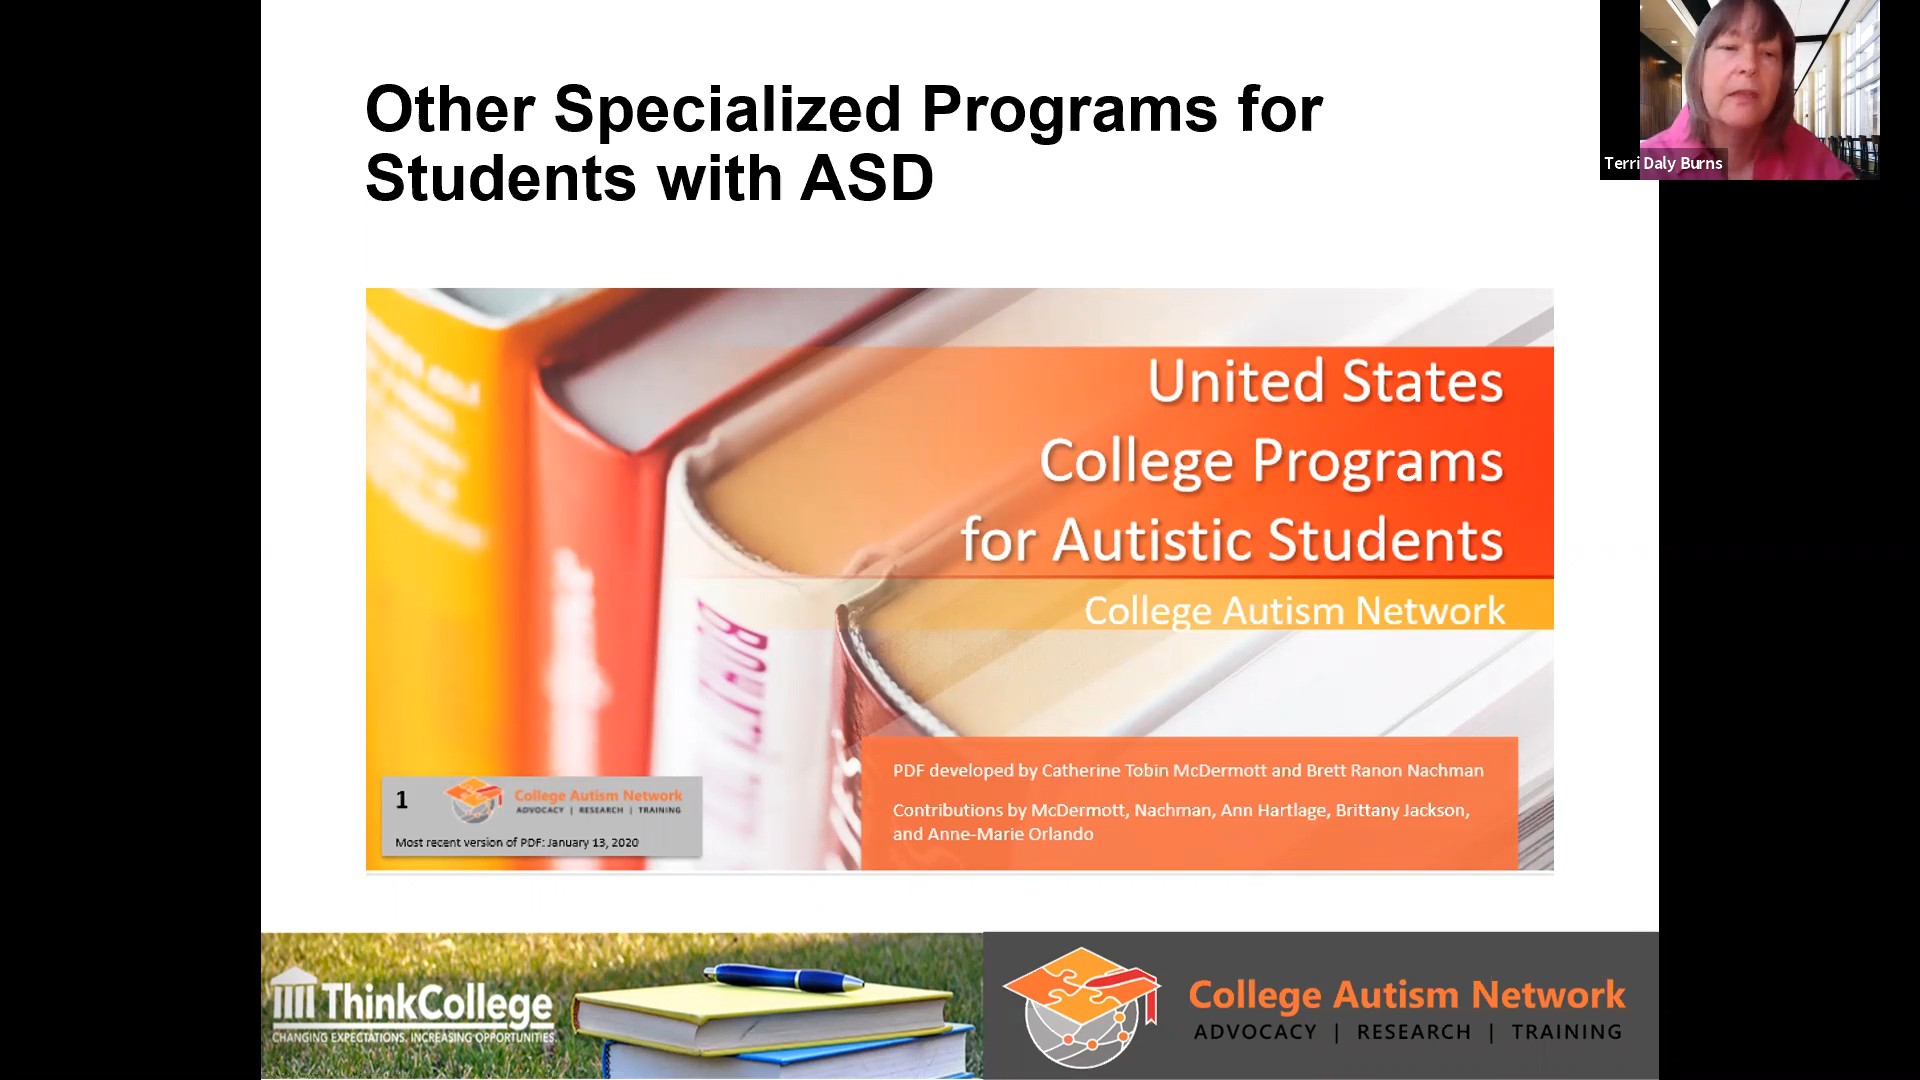 Other Specialized Programs for
Students with ASD
Terri Daly Burns
United States
College Programs
for Autistic Students
College Autism Network
PDF developed by Catherine Tobin McDermott and Brett Ranon Nachman
Contributions by McDermott, Nachman, Ann Hartlage, Brittany Jackson,
and Anne-Marie Orlando
1
College Autism Network
ADVOCACY | RESEARCH | TRAINING
Most recent version of PDF: January 13, 2020
ThinkCollege
CHANGING EXPECTATIONS. INCREASING OPPORTUNITIES.
College Autism Network
ADVOCACY | RESEARCH | TRAINING